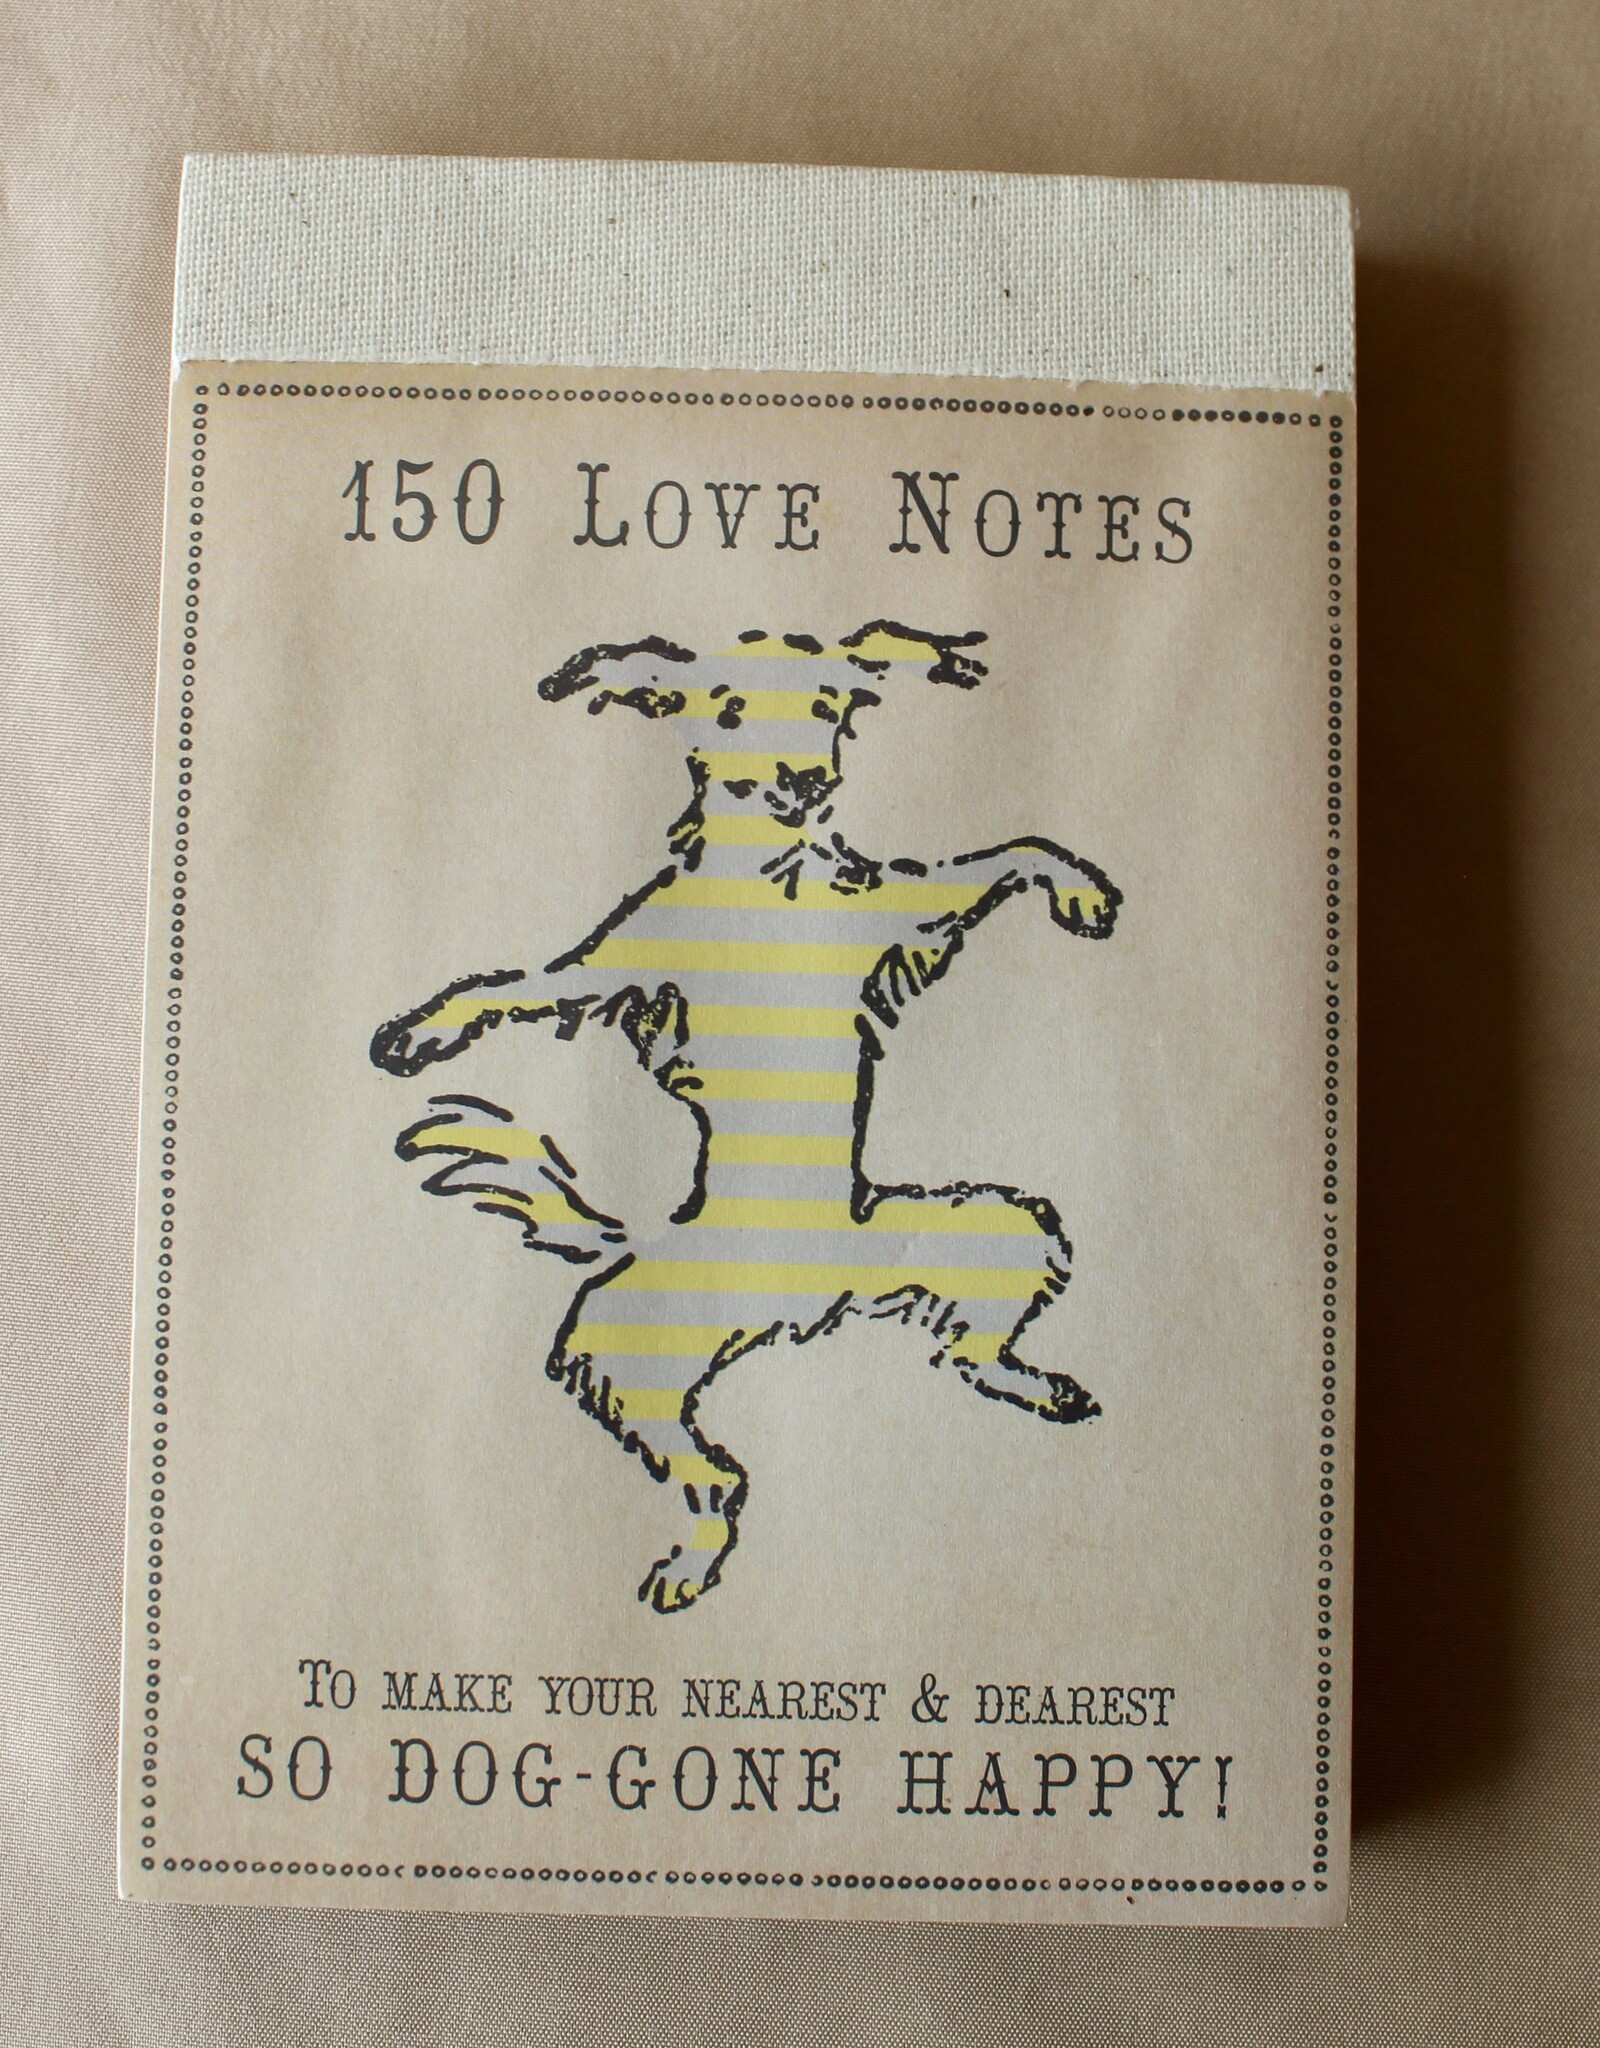 150 Love Notes
To make your nearest & dearest
so dog-gone happy!